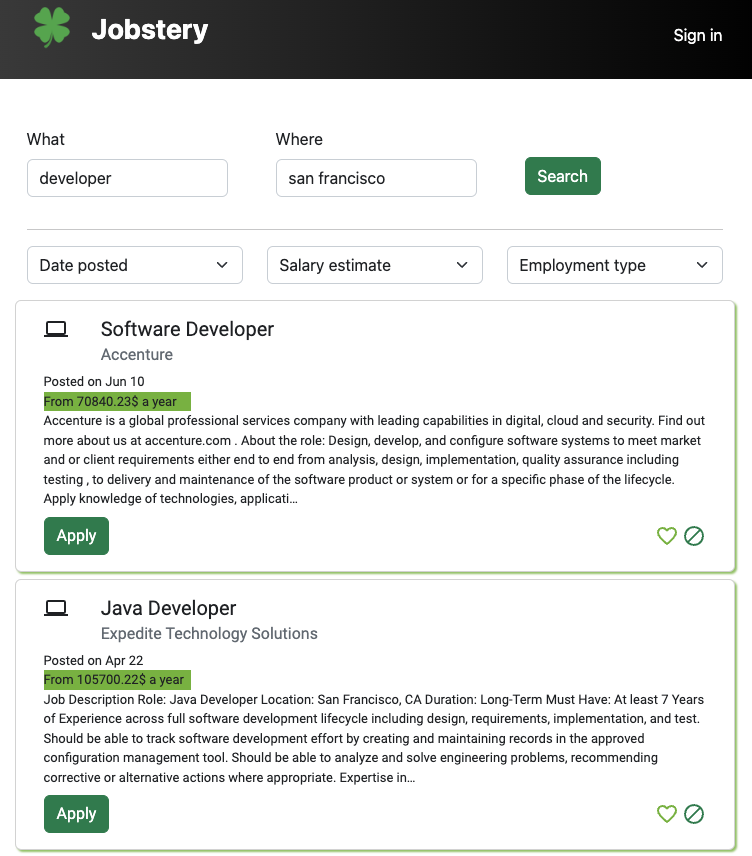 Jobstery
Sign in
What
Where
developer
san francisco
Search
Date posted
Salary estimate
Employment type
Software Developer
Accenture
Posted on Jun 10
From 70840.23$ a year
Accenture is a global professional services company with leading capabilities in digital, cloud and security. Find out
more about us at accenture.com . About the role: Design, develop, and configure software systems to meet market
and or client requirements either end to end from analysis, design, implementation, quality assurance including
testing , to delivery and maintenance of the software product or system or for a specific phase of the lifecycle.
Apply knowledge of technologies, applicati…
Apply
Java Developer
Expedite Technology Solutions
Posted on Apr 22
From 105700.22$ a year
Job Description Role: Java Developer Location: San Francisco, CA Duration: Long-Term Must Have: At least 7 Years
of Experience across full software development lifecycle including design, requirements, implementation, and test.
Should be able to track software development effort by creating and maintaining records in the approved
configuration management tool. Should be able to analyze and solve engineering problems, recommending
corrective or alternative actions where appropriate. Expertise in…
Apply